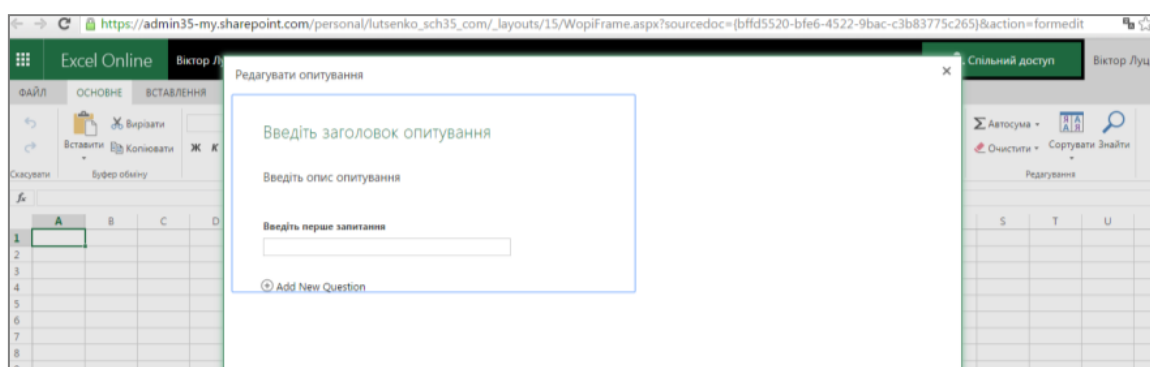 https://admin35-my.sharepoint.com/personal/lutsenko_sch35_com/_layouts/15/WopiFrame.aspx?sourcedoc={bffd5520-bfe6-4522-9bac-c3b83775c265}&action=formedit
Excel Online Віктор Л Спільний доступ Віктор Луц
Редагувати опитування
ФАЙЛ ОСНОВНЕ ВСТАВЛЕННЯ
Вставити Вирізати Копіювати Ж К
Автосума Очистити Сортувати Знайти
Скасувати Буфер обміну Редагування
Введіть заголовок опитування
Введіть опис опитування
fx
A B C D S T U
Введіть перше запитання
Add New Question
1
2
3
4
5
6
7
8